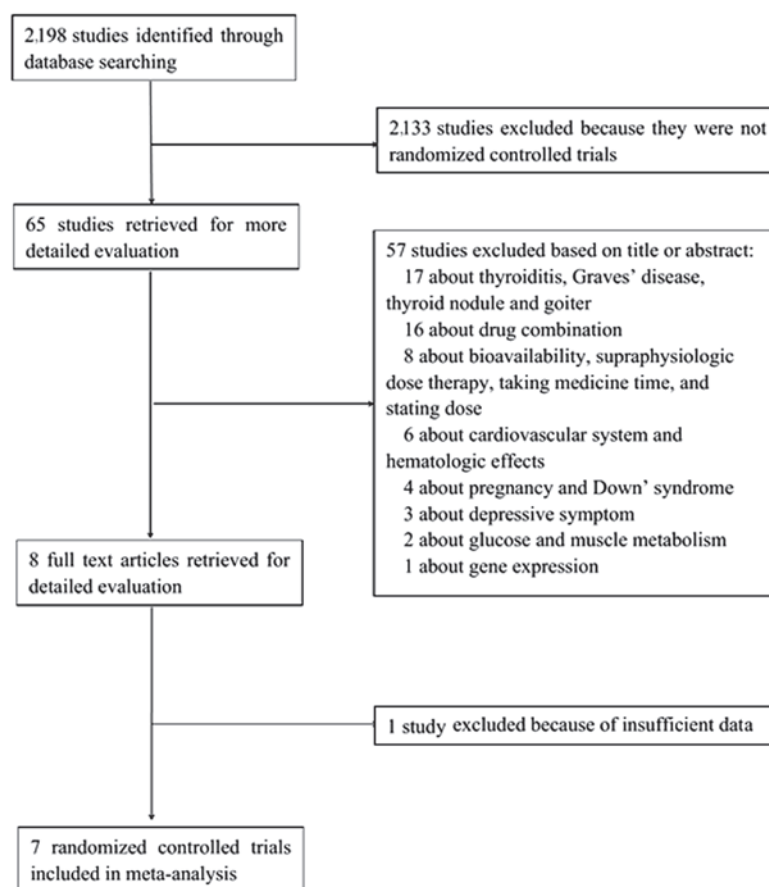 2,198 studies identified through
database searching
2,133 studies excluded because they were not
randomized controlled trials
65 studies retrieved for more
detailed evaluation
57 studies excluded based on title or abstract:
17 about thyroiditis, Graves' disease,
thyroid nodule and goiter
16 about drug combination
8 about bioavailability, supraphysiologic
dose therapy, taking medicine time, and
stating dose
6 about cardiovascular system and
hematologic effects
4 about pregnancy and Down' syndrome
3 about depressive symptom
2 about glucose and muscle metabolism
1 about gene expression
8 full text articles retrieved for
detailed evaluation
1 study excluded because of insufficient data
7 randomized controlled trials
included in meta-analysis